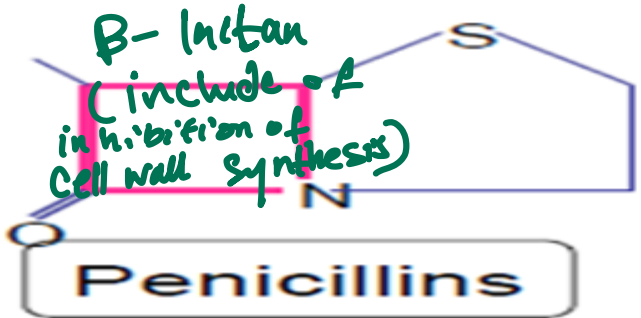 B- lactam
S
(include of
inhibition of
cell wall synthesis)
N
O
Penicillins